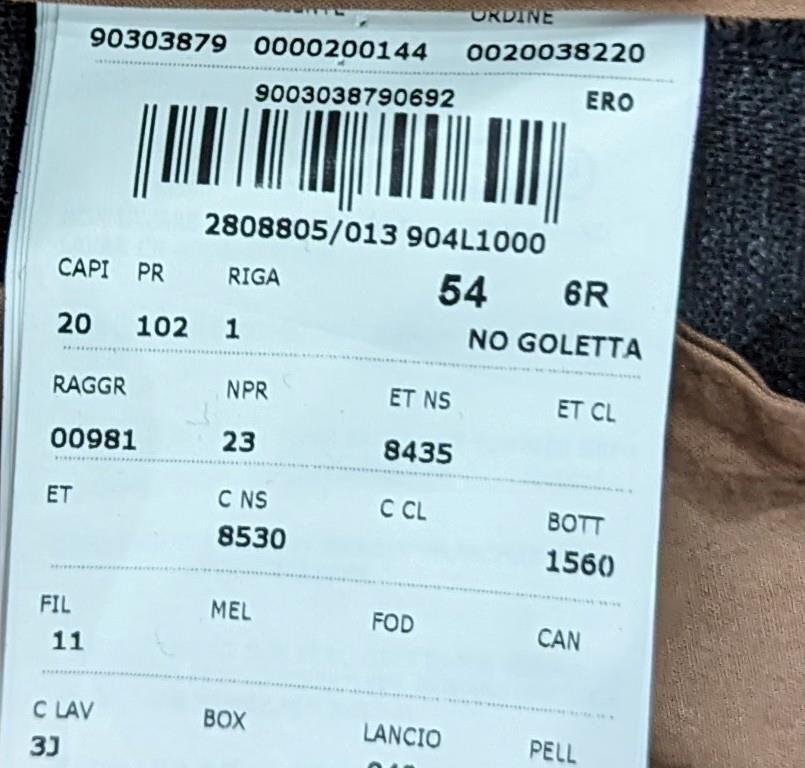 ORDINE
90303879 0000200144 0020038220
9003038790692 ERO
2808805/013 904L1000
CAPI PR RIGA 54 6R
20 102 1 NO GOLETTA
RAGGR NPR ET NS ET CL
00981 23 8435
ET C NS C CL BOTT
8530 1560
FIL MEL FOD CAN
11
C LAV BOX LANCIO PELL
3J